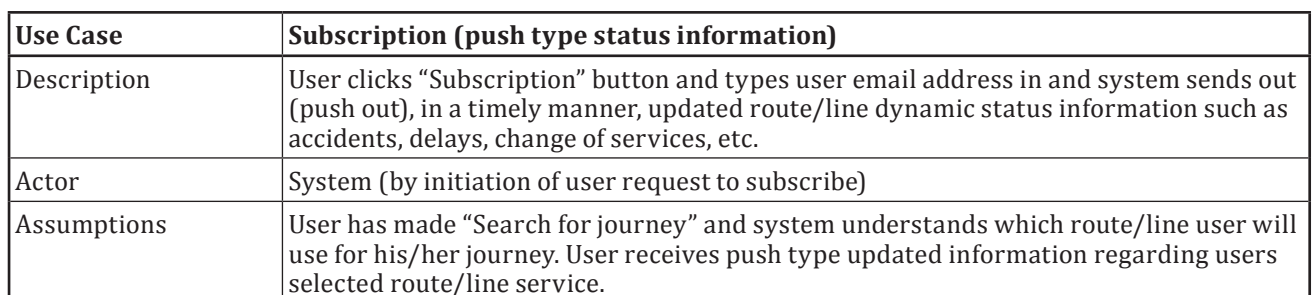 Use Case Subscription (push type status information)
Description User clicks “Subscription” button and types user email address in and system sends out
(push out), in a timely manner, updated route/line dynamic status information such as
accidents, delays, change of services, etc.
Actor System (by initiation of user request to subscribe)
Assumptions User has made “Search for journey” and system understands which route/line user will
use for his/her journey. User receives push type updated information regarding users
selected route/line service.